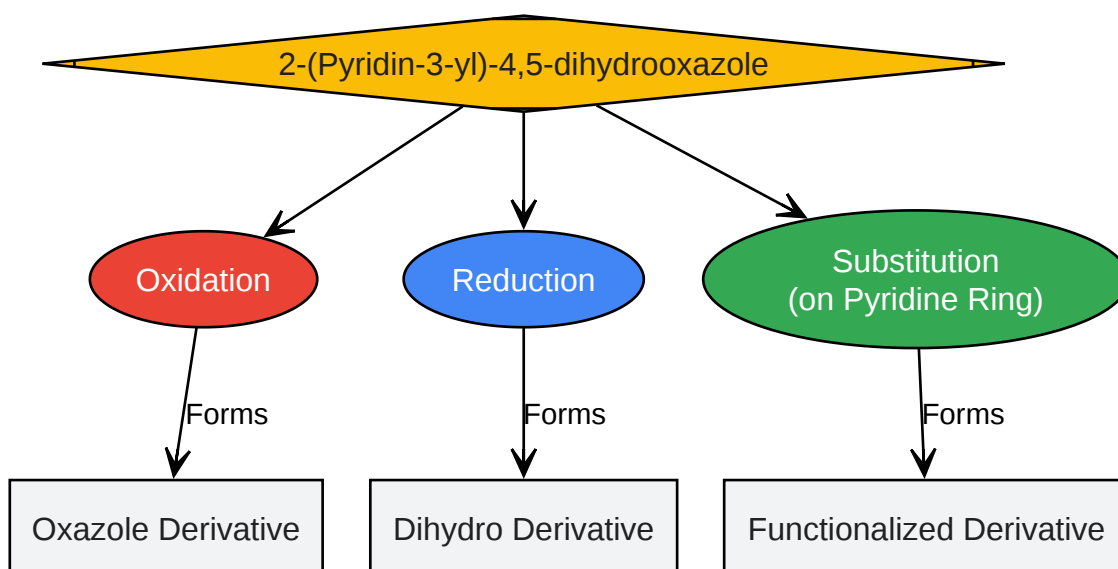 2-(Pyridin-3-yl)-4,5-dihydrooxazole
Oxidation
Reduction
Substitution
(on Pyridine Ring)
Forms
Forms
Forms
Oxazole Derivative
Dihydro Derivative
Functionalized Derivative